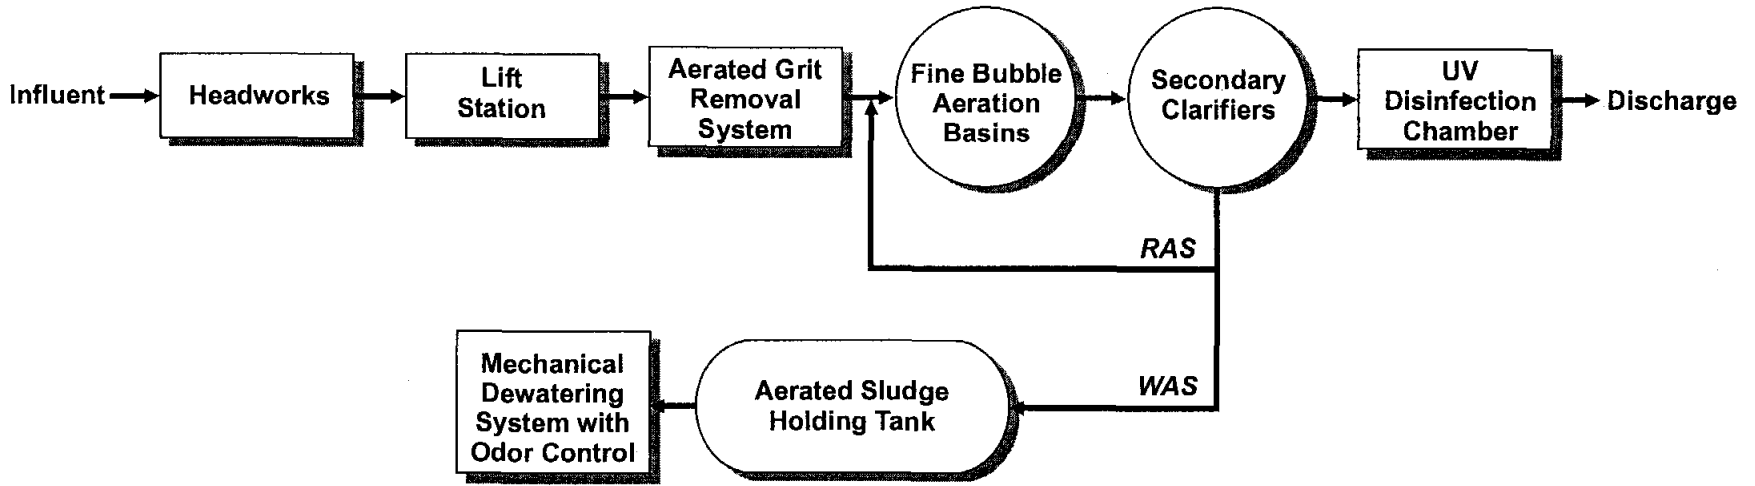 Influent
Headworks
Lift
Station
Aerated Grit
Removal
System
Fine Bubble
Aeration
Basins
Secondary
Clarifiers
UV
Disinfection
Chamber
Discharge
RAS
WAS
Aerated Sludge
Holding Tank
Mechanical
Dewatering
System with
Odor Control